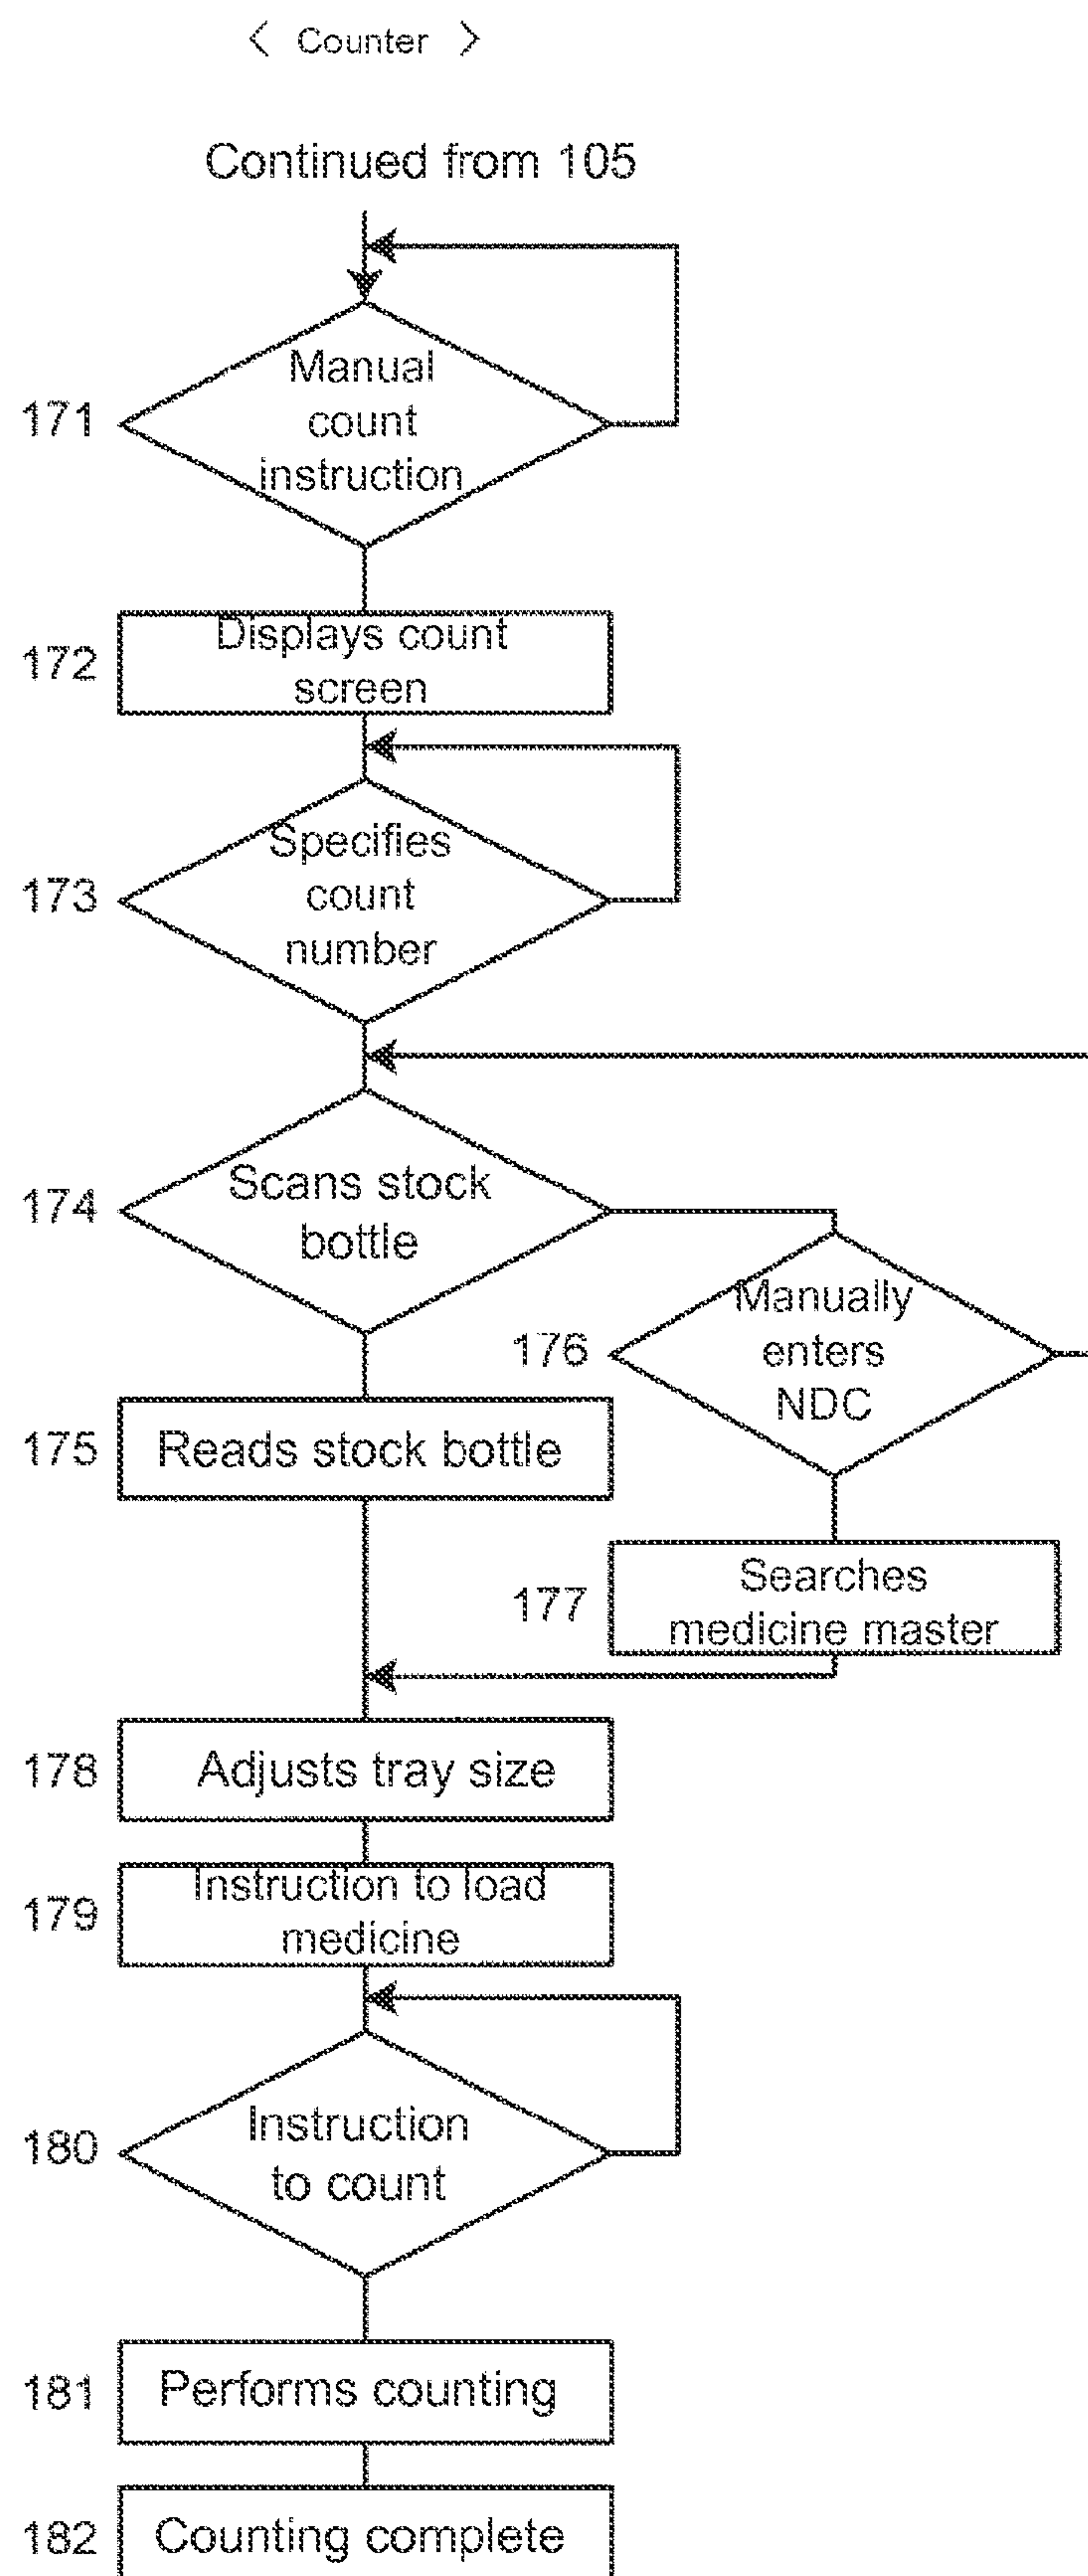 < Counter >
Continued from 105
Manual
count
instruction
171
Displays count
screen
172
Specifies
count
number
173
Scans stock
bottle
174
Manually
enters
NDC
176
Reads stock bottle
175
Searches
medicine master
177
Adjusts tray size
178
Instruction to load
medicine
179
Instruction
to count
180
Performs counting
181
Counting complete
182